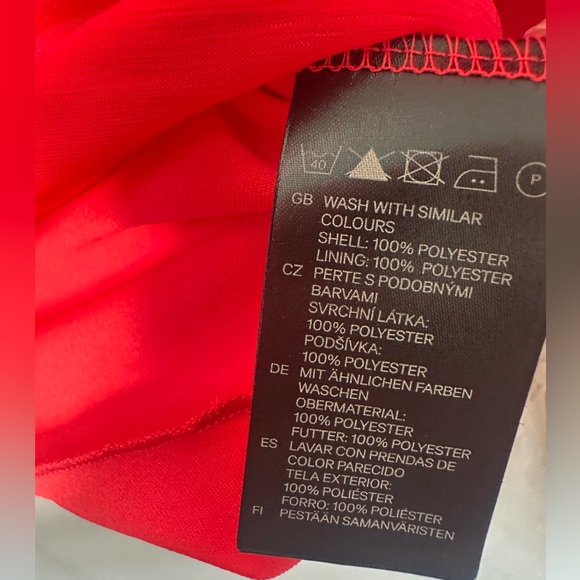 40
P
GB WASH WITH SIMILAR
COLOURS
SHELL: 100% POLYESTER
LINING: 100% POLYESTER
CZ PERTE S PODOBNÝMI
BARVAMI
SVRCHNÍ LÁTKA:
100% POLYESTER
PODŠÍVKA:
100% POLYESTER
DE MIT ÄHNLICHEN FARBEN
WASCHEN
OBERMATERIAL:
100% POLYESTER
FUTTER: 100% POLYESTER
ES LAVAR CON PRENDAS DE
COLOR PARECIDO
TELA EXTERIOR:
100% POLIÉSTER
FORRO: 100% POLIÉSTER
FI PESTÄÄN SAMANVÄRISTEN